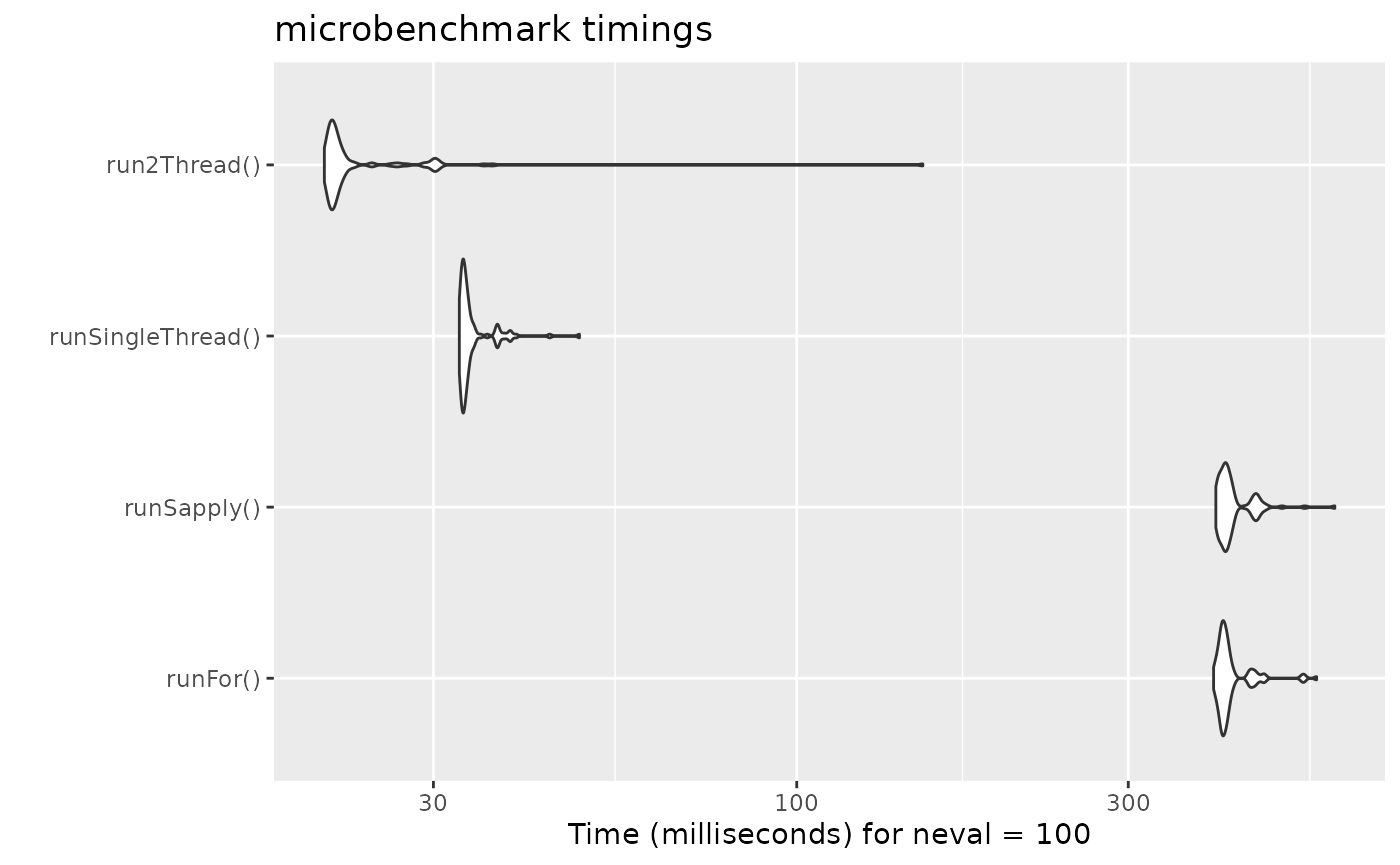 microbenchmark timings
run2Thread()
runSingleThread()
runSapply()
runFor()
30 100 300
Time (milliseconds) for neval = 100